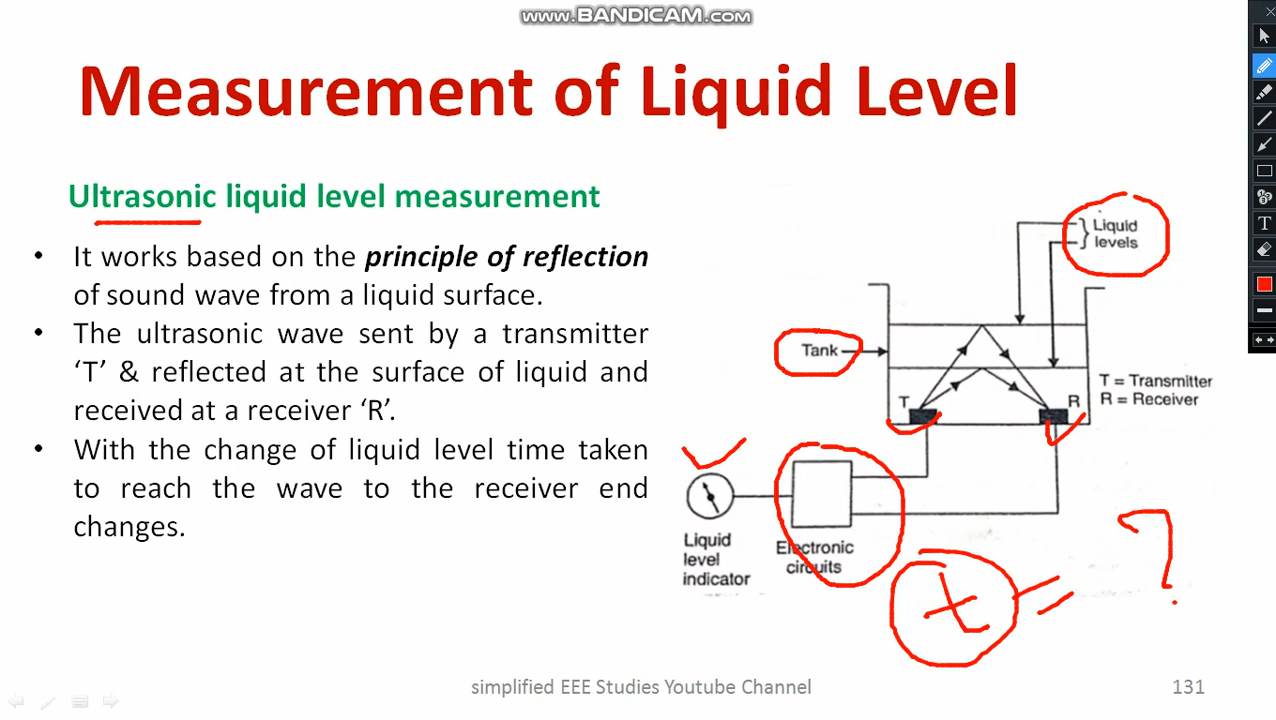 www.BANDICAM.com
Measurement of Liquid Level
Ultrasonic liquid level measurement
• It works based on the principle of reflection
of sound wave from a liquid surface.
• The ultrasonic wave sent by a transmitter
‘T’ & reflected at the surface of liquid and
received at a receiver ‘R’.
• With the change of liquid level time taken
to reach the wave to the receiver end
changes.
Liquid
levels
Tank
T = Transmitter
R = Receiver
T
R
Liquid
level
indicator
Electronic
circuits
t = ?
simplified EEE Studies Youtube Channel
131